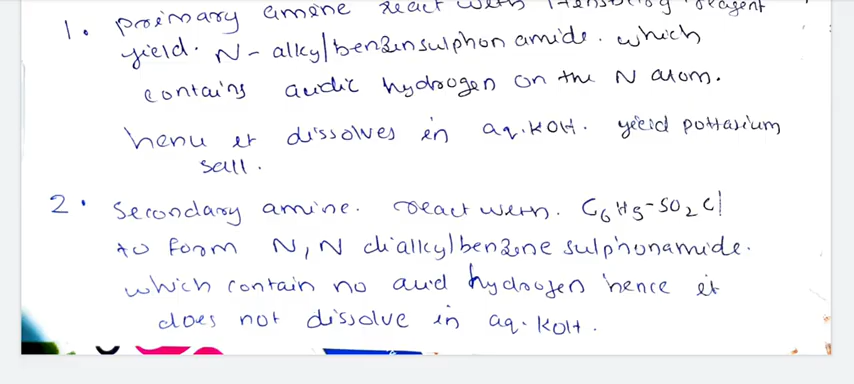 1. primary amine react with Hinsberg reagent
yield. N-alkyl benzensulphon amide. which
contains acidic hydrogen on the N atom.
hence it dissolves in aq.KOH. yeeid pottasium
sall.
2. Secondary amine. react with. C6H5-SO2Cl
to form N, N dialkyl benzene sulphonamide.
which contain no acid hydrogen hence it
does not dissolve in aq. KOH.